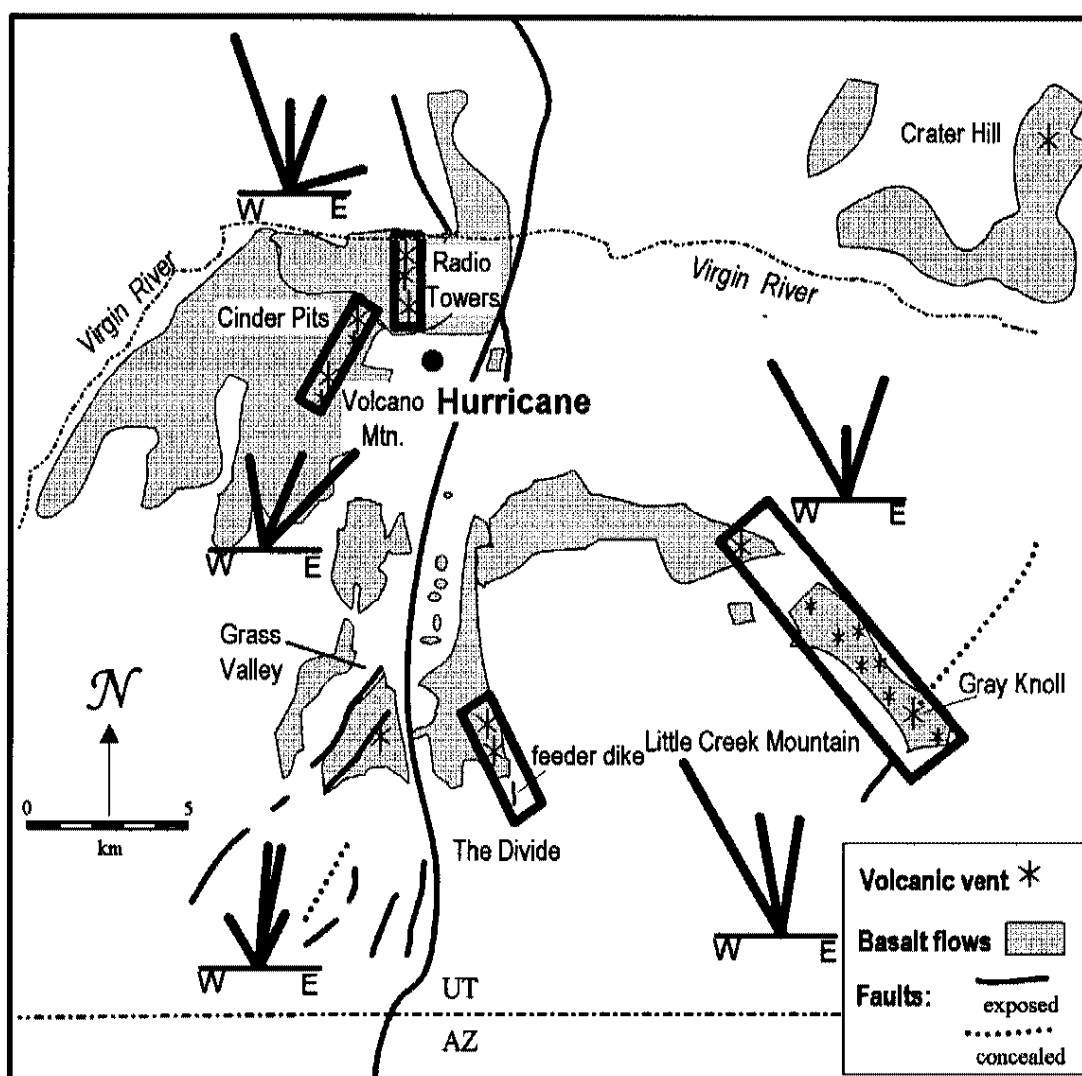 Crater Hill
W E
Radio
Towers
Virgin River
Virgin River
Cinder Pits
Volcano
Mtn.
Hurricane
W E
W E
Grass
Valley
N
Gray Knoll
Little Creek Mountain
feeder dike
0 5
km
The Divide
W E
W E
Volcanic vent
Basalt flows
Faults:
exposed
concealed
UT
AZ